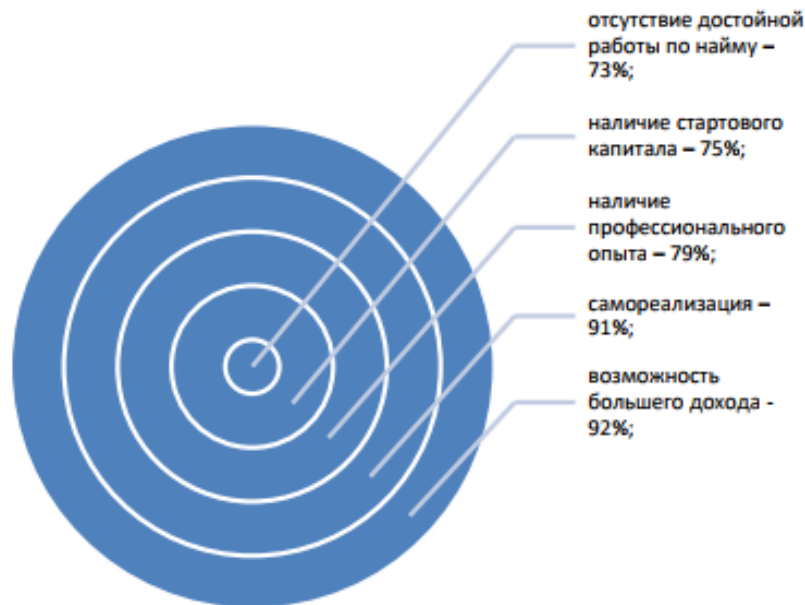 отсутствие достойной
работы по найму –
73%;
наличие стартового
капитала – 75%;
наличие
профессионального
опыта – 79%;
самореализация –
91%;
возможность
большего дохода -
92%;